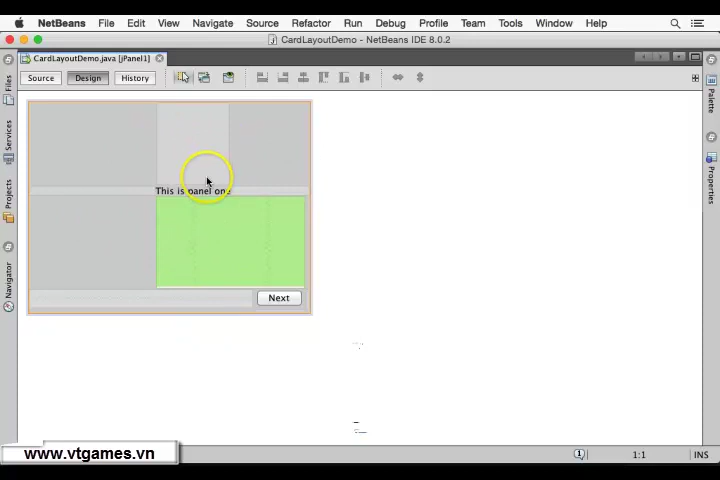 NetBeans File Edit View Navigate Source Refactor Run Debug Profile Team Tools Window Help
CardLayoutDemo - NetBeans IDE 8.0.2
CardLayoutDemo.java [jPanel1]
Source Design History
Files
Services
Projects
Navigator
This is panel one
Next
Palette
Properties
www.vtgames.vn
1
1:1 INS